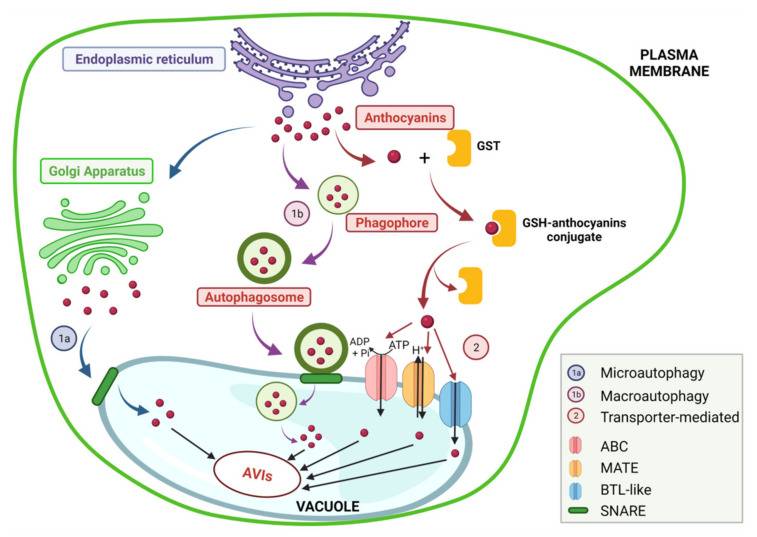 Endoplasmic reticulum
PLASMA
MEMBRANE
Anthocyanins
GST
+
Golgi Apparatus
1b
Phagophore
GSH-anthocyanins
conjugate
Autophagosome
1a
ADP
+ Pi
ATP
H⁺
2
AVIs
VACUOLE
1a Microautophagy
1b Macroautophagy
2 Transporter-mediated
ABC
MATE
BTL-like
SNARE